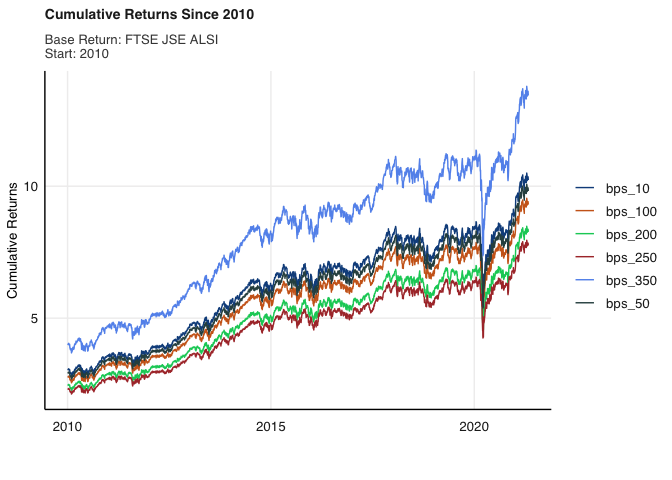 Cumulative Returns Since 2010
Base Return: FTSE JSE ALSI
Start: 2010
Cumulative Returns
10
5
2010
2015
2020
bps_10
bps_100
bps_200
bps_250
bps_350
bps_50